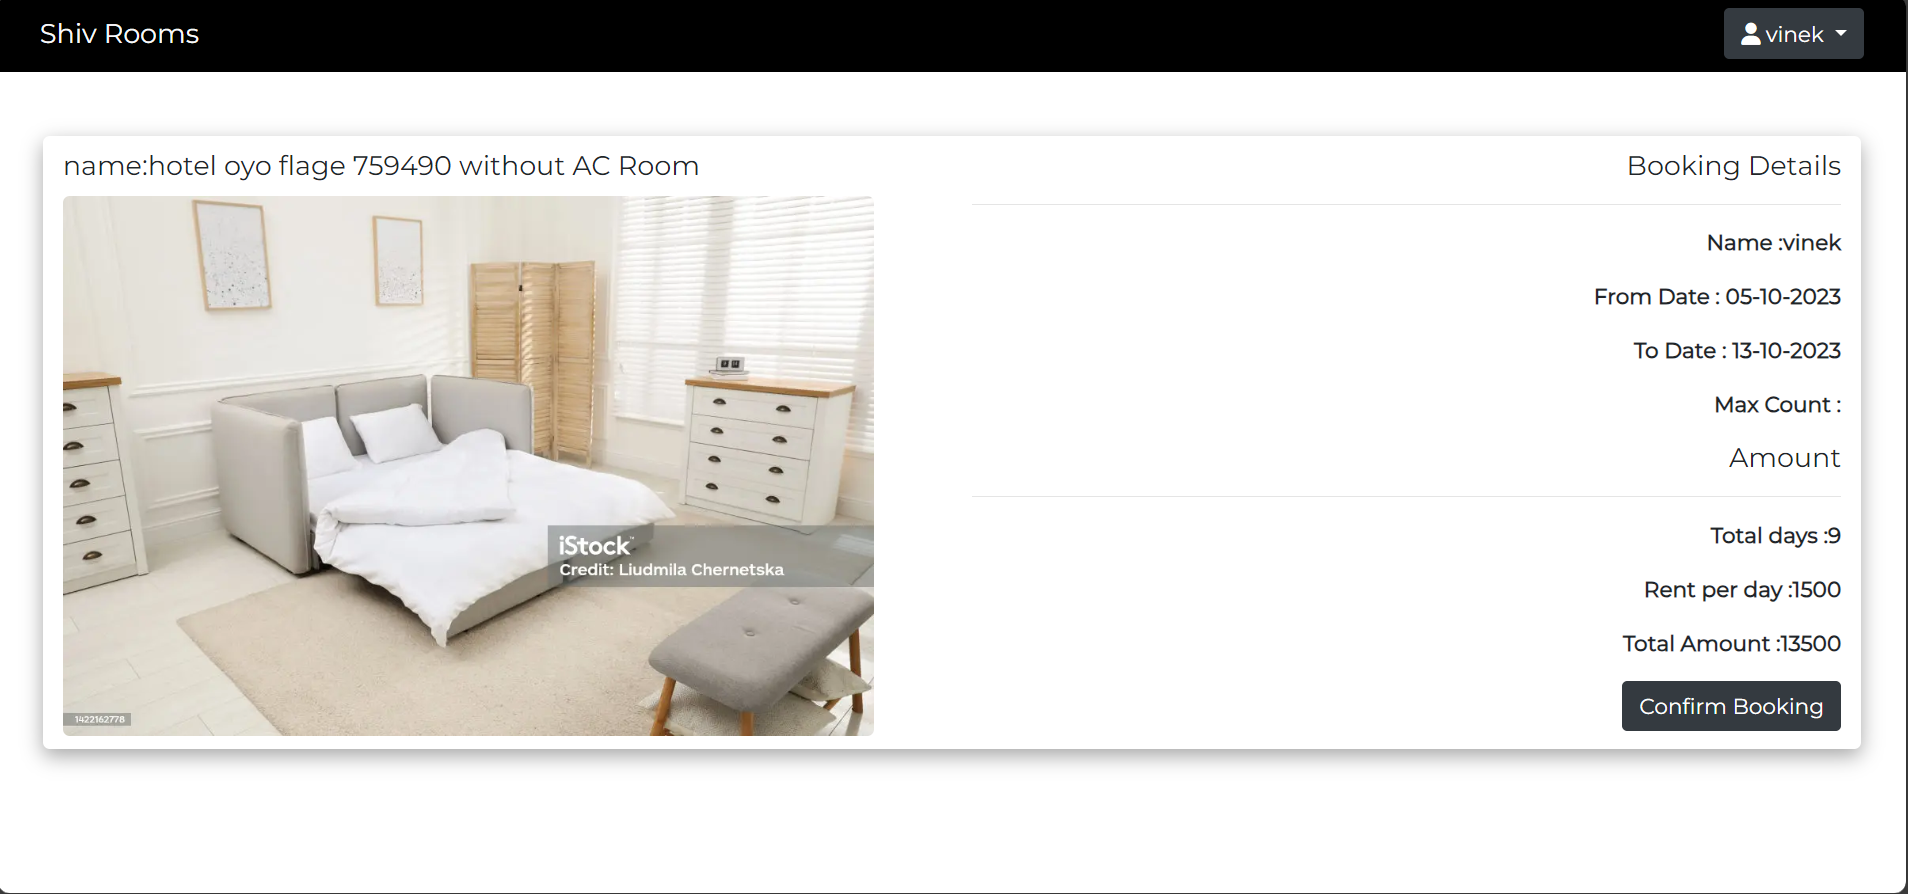 Shiv Rooms
vinek
name:hotel oyo flage 759490 without AC Room
iStock™
Credit: Liudmila Chernetska
1422162778
Booking Details
Name :vinek
From Date : 05-10-2023
To Date : 13-10-2023
Max Count :
Amount
Total days :9
Rent per day :1500
Total Amount :13500
Confirm Booking